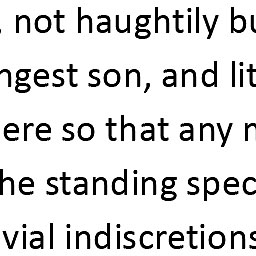 , not haughtily bu
ngest son, and lit
ere so that any n
he standing spec
vial indiscretions